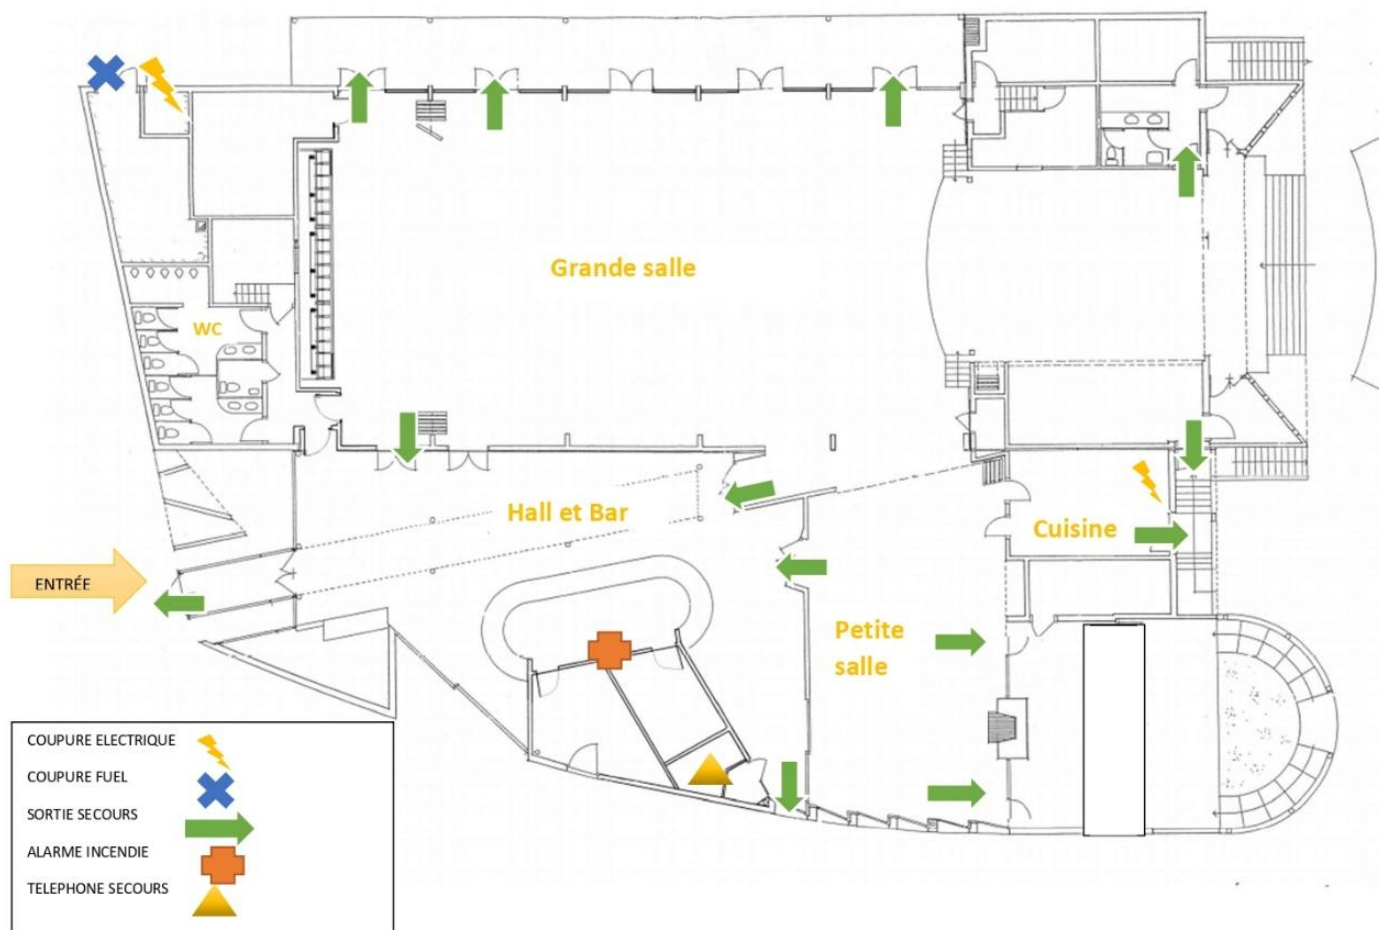 Grande salle
WC
Hall et Bar
Cuisine
ENTRÉE
Petite
salle
COUPURE ELECTRIQUE
COUPURE FUEL
SORTIE SECOURS
ALARME INCENDIE
TELEPHONE SECOURS